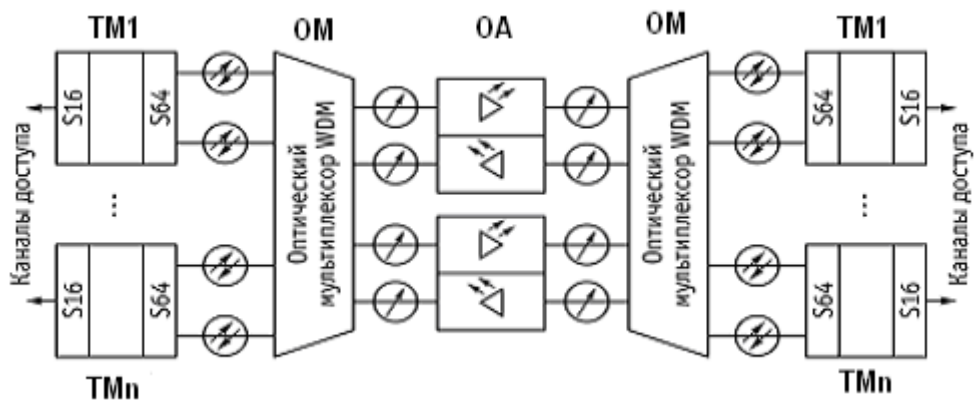 TM1
OM
OA
OM
TM1
S16
S64
S64
S16
Каналы доступа
...
Оптический
мультиплексор WDM
Оптический
мультиплексор WDM
...
Каналы доступа
S16
S64
S64
S16
TMn
TMn